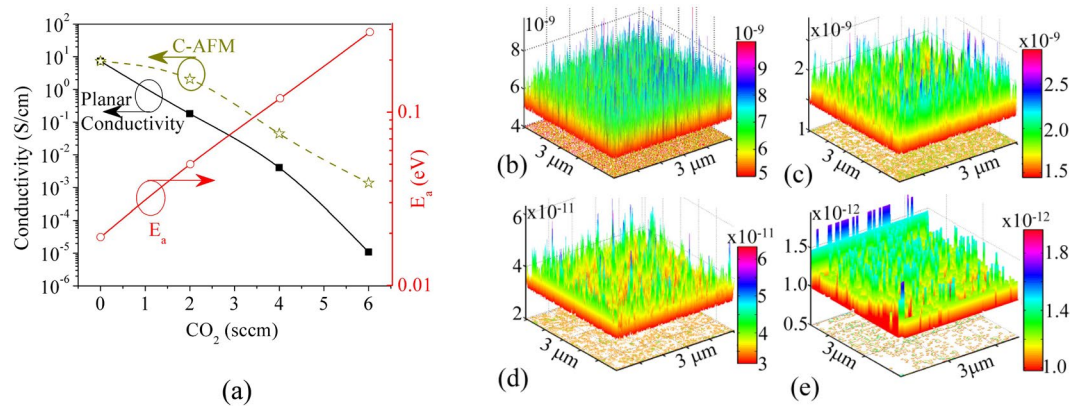 10²
10¹
10⁰
10⁻¹
10⁻²
10⁻³
10⁻⁴
10⁻⁵
10⁻⁶
Conductivity (S/cm)
C-AFM
Planar
Conductivity
Eₐ
0 1 2 3 4 5 6
CO₂ (sccm)
0.1
0.01
Eₐ (eV)
(a)
10⁻⁹
8
6
4
(b)
3 μm
3 μm
10⁻⁹
9
8
7
6
5
x10⁻⁹
2
1
(c)
3 μm
3 μm
x10⁻⁹
2.5
2.0
1.5
6
x10⁻¹¹
4
2
(d)
3 μm
3 μm
x10⁻¹¹
6
5
4
3
x10⁻¹²
1.5
1.0
0.5
(e)
3 μm
3μm
x10⁻¹²
1.8
1.4
1.0